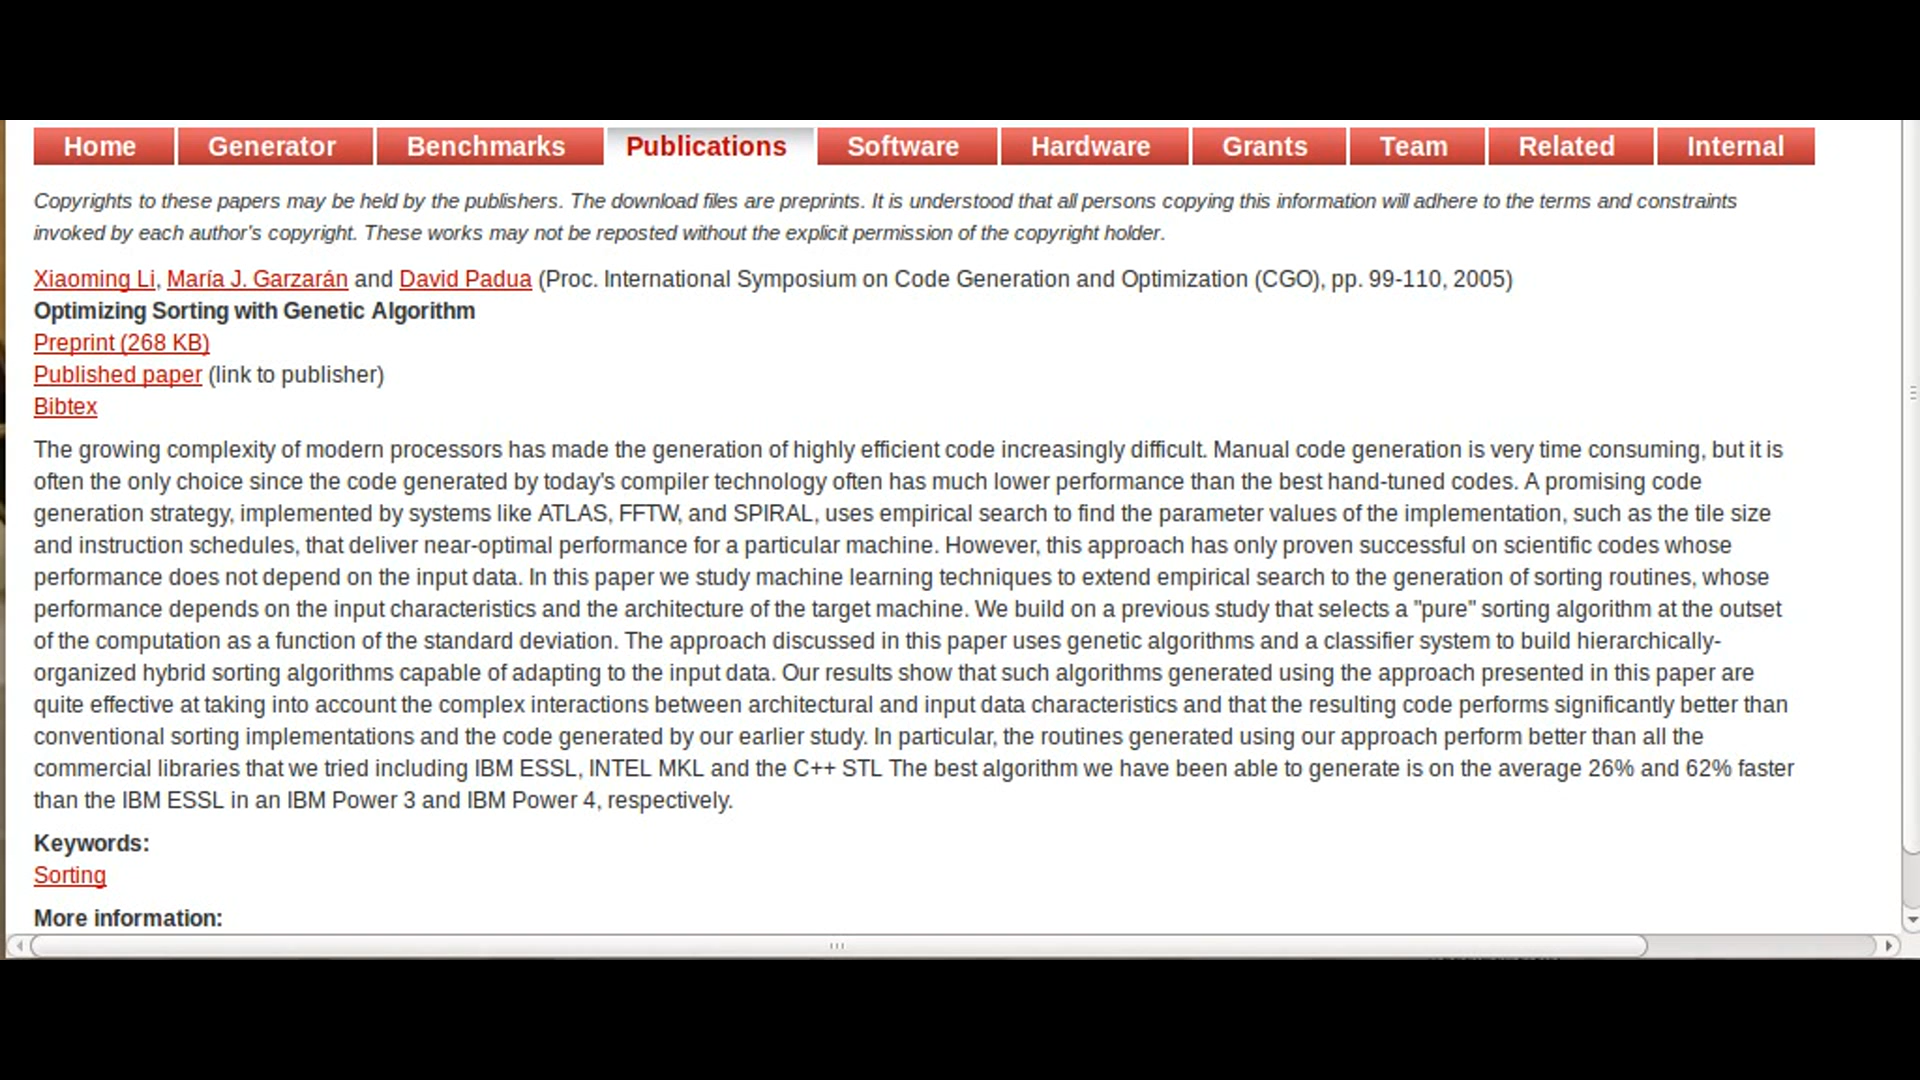 Home Generator Benchmarks Publications Software Hardware Grants Team Related Internal
Copyrights to these papers may be held by the publishers. The download files are preprints. It is understood that all persons copying this information will adhere to the terms and constraints
invoked by each author's copyright. These works may not be reposted without the explicit permission of the copyright holder.
Xiaoming Li, María J. Garzarán and David Padua (Proc. International Symposium on Code Generation and Optimization (CGO), pp. 99-110, 2005)
Optimizing Sorting with Genetic Algorithm
Preprint (268 KB)
Published paper (link to publisher)
Bibtex
The growing complexity of modern processors has made the generation of highly efficient code increasingly difficult. Manual code generation is very time consuming, but it is
often the only choice since the code generated by today's compiler technology often has much lower performance than the best hand-tuned codes. A promising code
generation strategy, implemented by systems like ATLAS, FFTW, and SPIRAL, uses empirical search to find the parameter values of the implementation, such as the tile size
and instruction schedules, that deliver near-optimal performance for a particular machine. However, this approach has only proven successful on scientific codes whose
performance does not depend on the input data. In this paper we study machine learning techniques to extend empirical search to the generation of sorting routines, whose
performance depends on the input characteristics and the architecture of the target machine. We build on a previous study that selects a "pure" sorting algorithm at the outset
of the computation as a function of the standard deviation. The approach discussed in this paper uses genetic algorithms and a classifier system to build hierarchically-
organized hybrid sorting algorithms capable of adapting to the input data. Our results show that such algorithms generated using the approach presented in this paper are
quite effective at taking into account the complex interactions between architectural and input data characteristics and that the resulting code performs significantly better than
conventional sorting implementations and the code generated by our earlier study. In particular, the routines generated using our approach perform better than all the
commercial libraries that we tried including IBM ESSL, INTEL MKL and the C++ STL The best algorithm we have been able to generate is on the average 26% and 62% faster
than the IBM ESSL in an IBM Power 3 and IBM Power 4, respectively.
Keywords:
Sorting
More information: